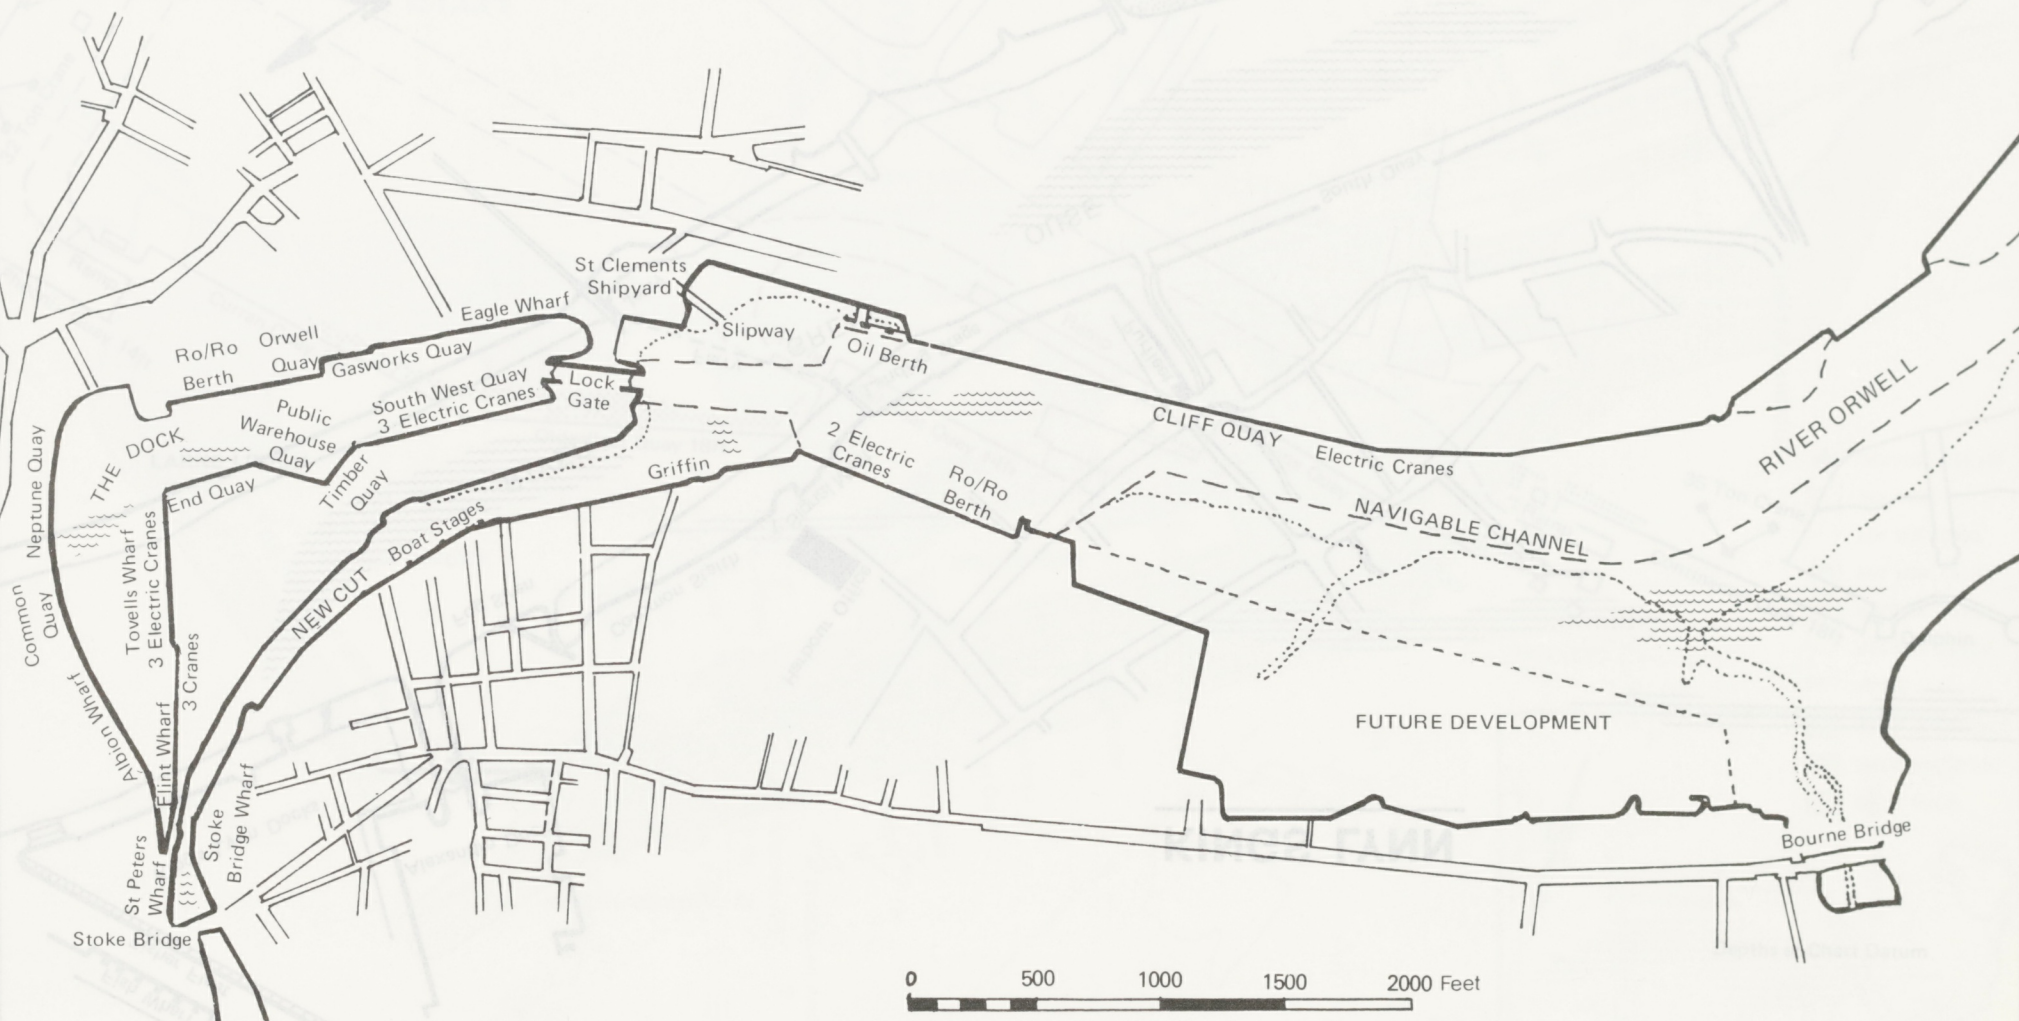 St Clements
Shipyard
Eagle Wharf
Slipway
Oil Berth
Ro/Ro
Berth
Orwell
Quay
Gasworks Quay
South West Quay
3 Electric Cranes
Lock
Gate
Public
Warehouse
Quay
THE DOCK
Timber
Quay
End Quay
Neptune Quay
Common
Quay
Albion Wharf
Tovells Wharf
3 Electric Cranes
3 Cranes
Flint Wharf
St Peters
Wharf
Stoke
Bridge Wharf
Stoke Bridge
NEW CUT
Boat Stages
Griffin
2 Electric
Cranes
Ro/Ro
Berth
CLIFF QUAY
Electric Cranes
NAVIGABLE CHANNEL
RIVER ORWELL
FUTURE DEVELOPMENT
Bourne Bridge
0 500 1000 1500 2000 Feet
KINGS LYNN